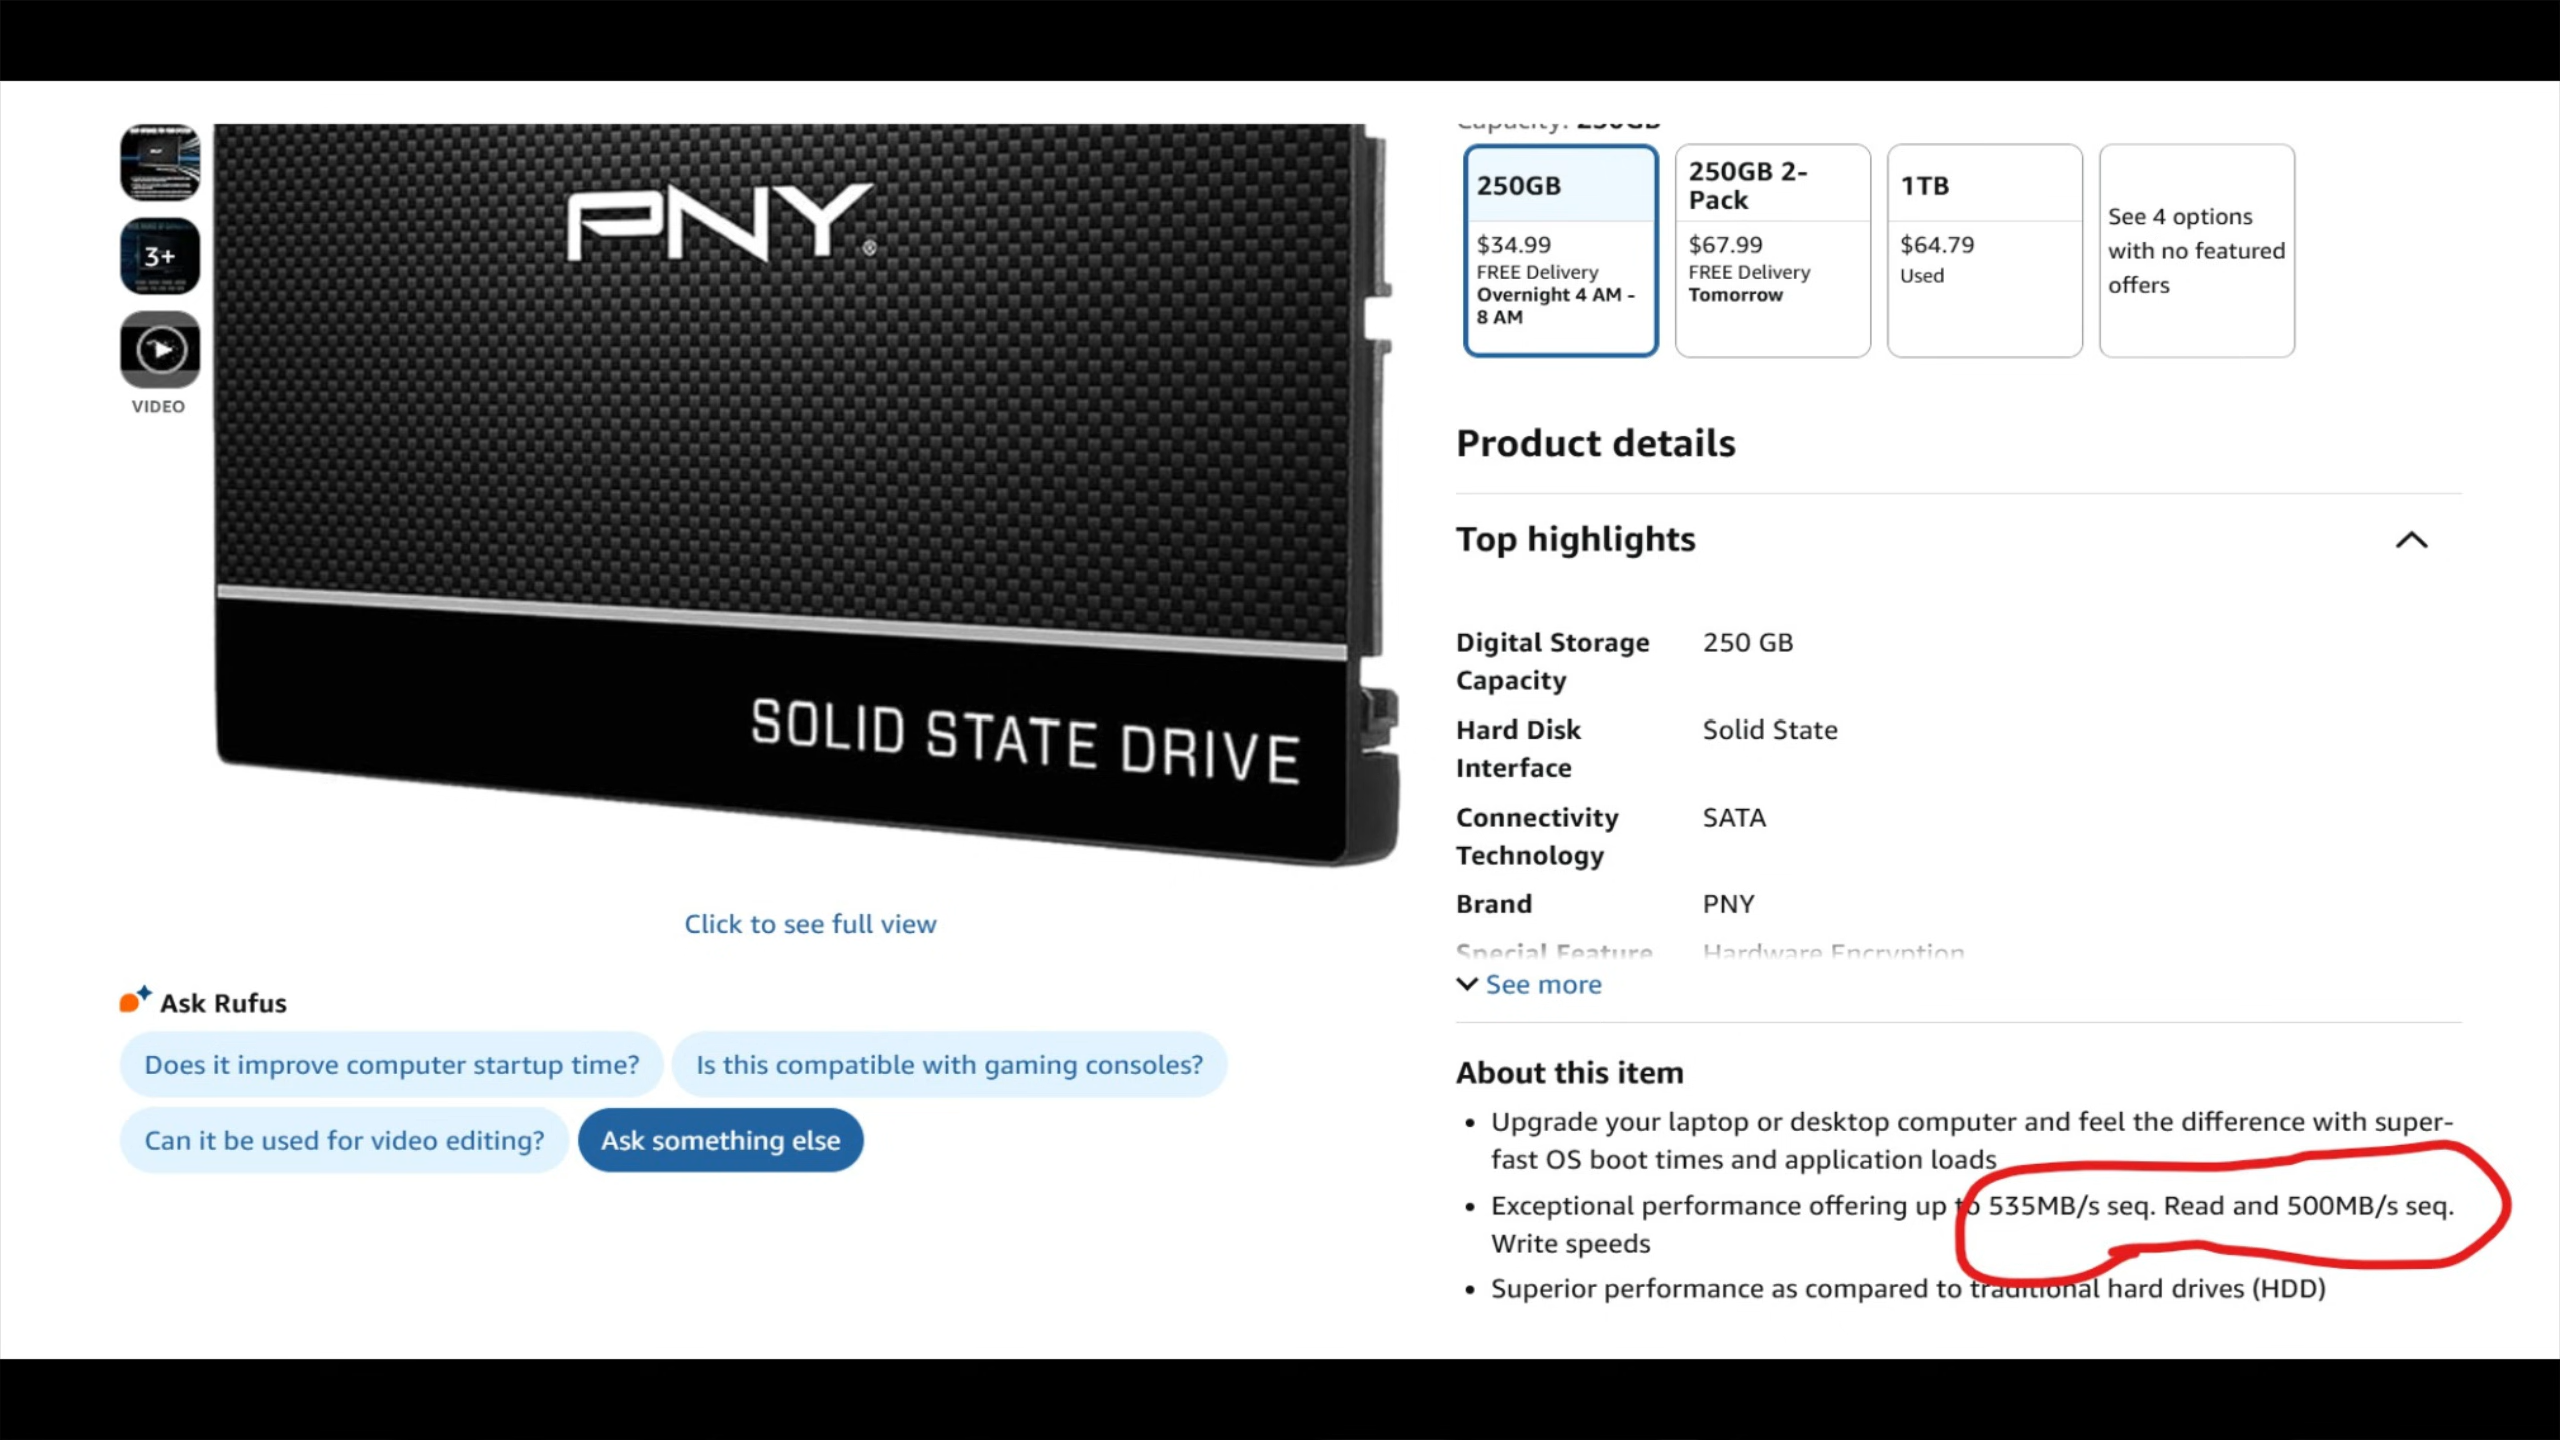 PNY®
SOLID STATE DRIVE
3+
VIDEO
Click to see full view
Ask Rufus
Does it improve computer startup time?
Is this compatible with gaming consoles?
Can it be used for video editing?
Ask something else
Capacity: 250GB
250GB
$34.99
FREE Delivery
Overnight 4 AM -
8 AM
250GB 2-
Pack
$67.99
FREE Delivery
Tomorrow
1TB
$64.79
Used
See 4 options
with no featured
offers
Product details
Top highlights
Digital Storage 250 GB
Capacity
Hard Disk Solid State
Interface
Connectivity SATA
Technology
Brand PNY
Special Feature Hardware Encryption
See more
About this item
• Upgrade your laptop or desktop computer and feel the difference with super-
fast OS boot times and application loads
• Exceptional performance offering up to 535MB/s seq. Read and 500MB/s seq.
Write speeds
• Superior performance as compared to traditional hard drives (HDD)